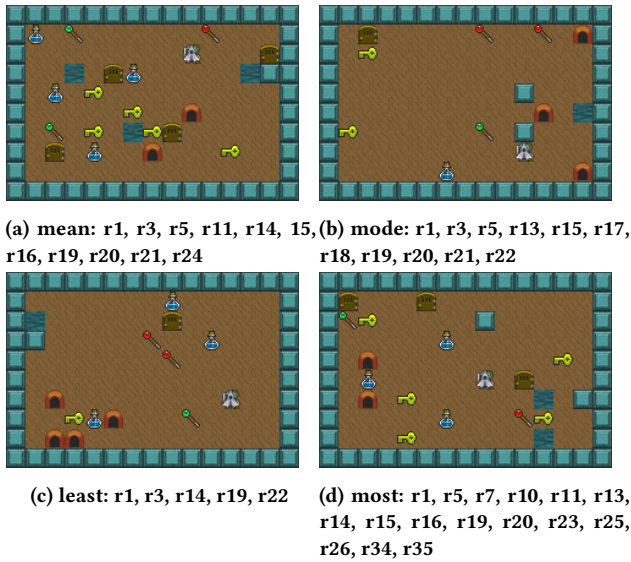 (a) mean: r1, r3, r5, r11, r14, 15,
r16, r19, r20, r21, r24
(b) mode: r1, r3, r5, r13, r15, r17,
r18, r19, r20, r21, r22
(c) least: r1, r3, r14, r19, r22
(d) most: r1, r5, r7, r10, r11, r13,
r14, r15, r16, r19, r20, r23, r25,
r26, r34, r35